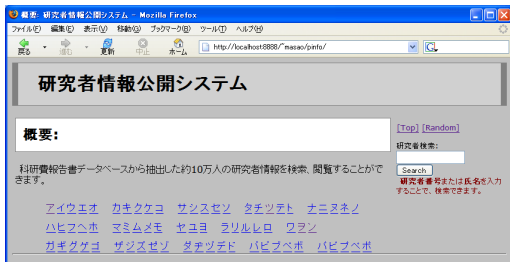 概要: 研究者情報公開システム - Mozilla Firefox
ファイル(F) 編集(E) 表示(V) 移動(G) ブックマーク(B) ツール(T) ヘルプ(H)
戻る 進む 更新 中止 ホーム http://localhost:8888/~masao/pinfo/
研究者情報公開システム
概要:
[Top] [Random]
研究者検索:
Search
研究者番号または氏名を入力
することで、検索できます。
科研費報告書データベースから抽出した約10万人の研究者情報を検索、閲覧することがで
きます。
アイウエオ カキクケコ サシスセソ タチツテト ナニヌネノ
ハヒフヘホ マミムメモ ヤユヨ ラリルレロ ワヲン
ガギグゲゴ ザジズゼゾ ダヂヅデド バビブベボ パピプペポ